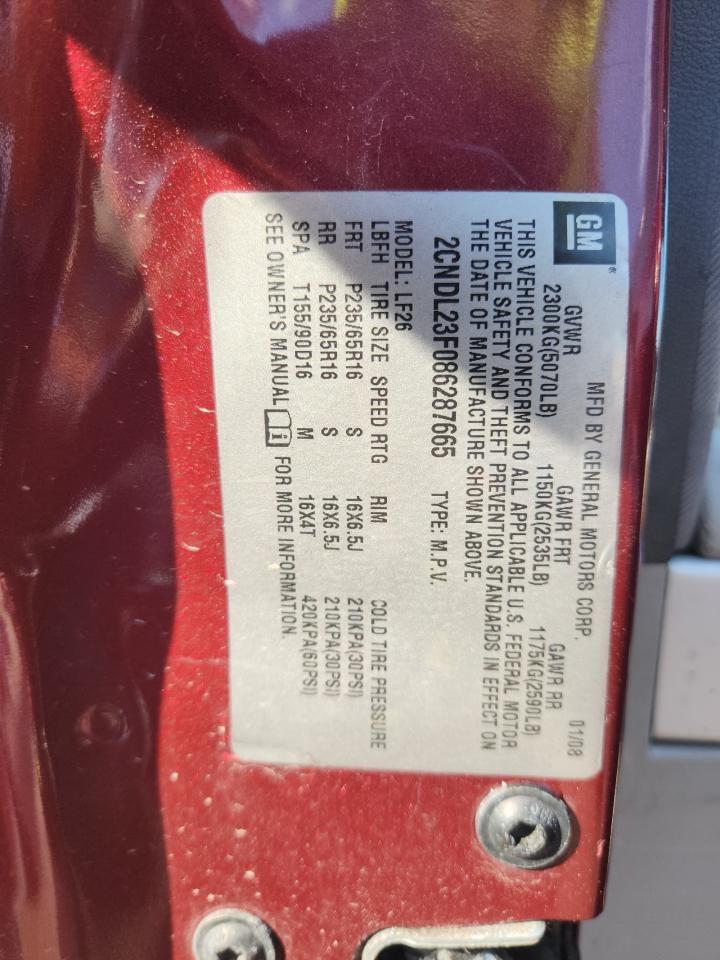 GM®
MFD BY GENERAL MOTORS CORP. 01/08
GVWR GAWR FRT GAWR RR
2300KG(5070LB) 1150KG(2535LB) 1175KG(2590LB)
THIS VEHICLE CONFORMS TO ALL APPLICABLE U.S. FEDERAL MOTOR
VEHICLE SAFETY AND THEFT PREVENTION STANDARDS IN EFFECT ON
THE DATE OF MANUFACTURE SHOWN ABOVE.
2CNDL23F086287665 TYPE: M.P.V.
MODEL: LF26
LBFH TIRE SIZE SPEED RTG RIM COLD TIRE PRESSURE
FRT P235/65R16 S 16X6.5J 210KPA(30PSI)
RR P235/65R16 S 16X6.5J 210KPA(30PSI)
SPA T155/90D16 M 16X4T 420KPA(60PSI)
SEE OWNER'S MANUAL i FOR MORE INFORMATION.